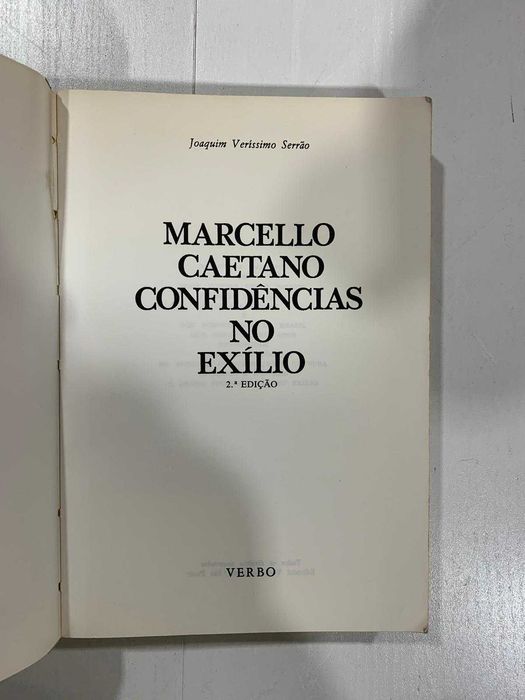 Joaquim Veríssimo Serrão
MARCELLO
CAETANO
CONFIDÊNCIAS
NO
EXÍLIO
2.ª EDIÇÃO
VERBO